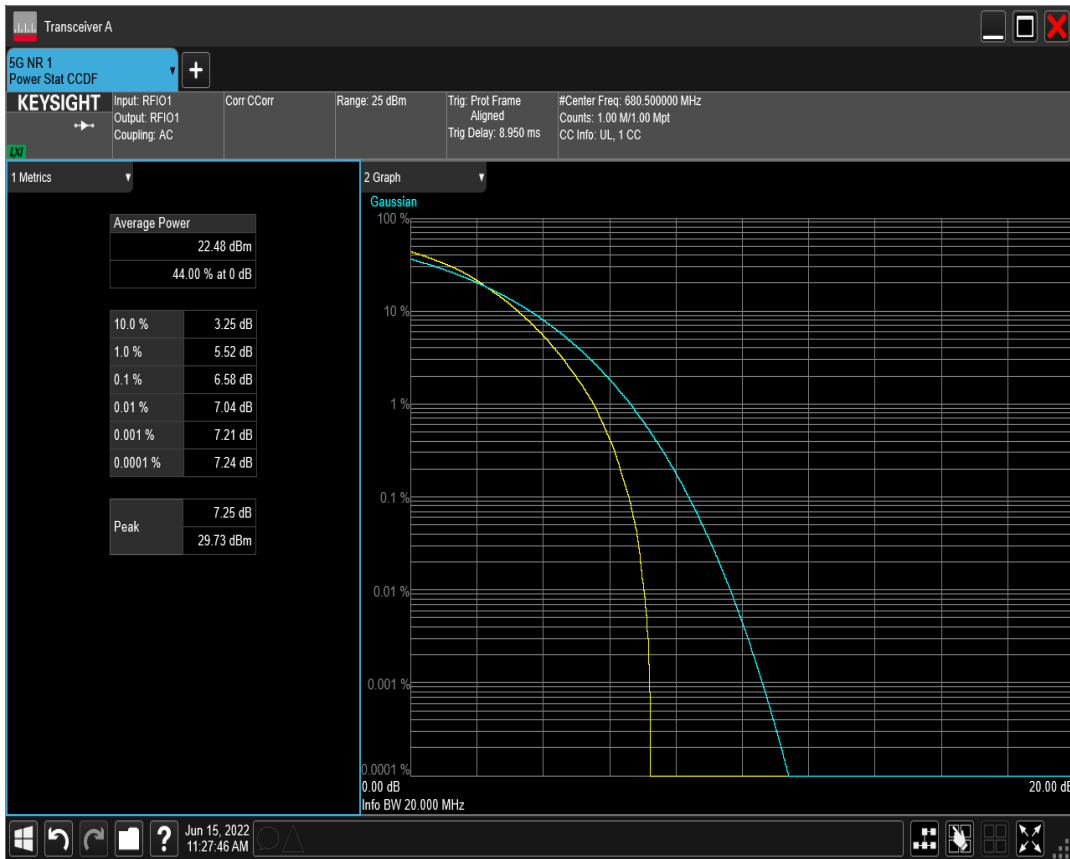 Transceiver A
5G NR 1
Power Stat CCDF
+
KEYSIGHT
LXI
Input: RFIO1
Output: RFIO1
Coupling: AC
Corr CCorr
Range: 25 dBm
Trig: Prot Frame
Aligned
Trig Delay: 8.950 ms
#Center Freq: 680.500000 MHz
Counts: 1.00 M/1.00 Mpt
CC Info: UL, 1 CC
1 Metrics
Average Power
22.48 dBm
44.00 % at 0 dB
10.0 % 3.25 dB
1.0 % 5.52 dB
0.1 % 6.58 dB
0.01 % 7.04 dB
0.001 % 7.21 dB
0.0001 % 7.24 dB
Peak
7.25 dB
29.73 dBm
2 Graph
Gaussian
100 %
10 %
1 %
0.1 %
0.01 %
0.001 %
0.0001 %
0.00 dB 20.00 dB
Info BW 20.000 MHz
?
Jun 15, 2022
11:27:46 AM